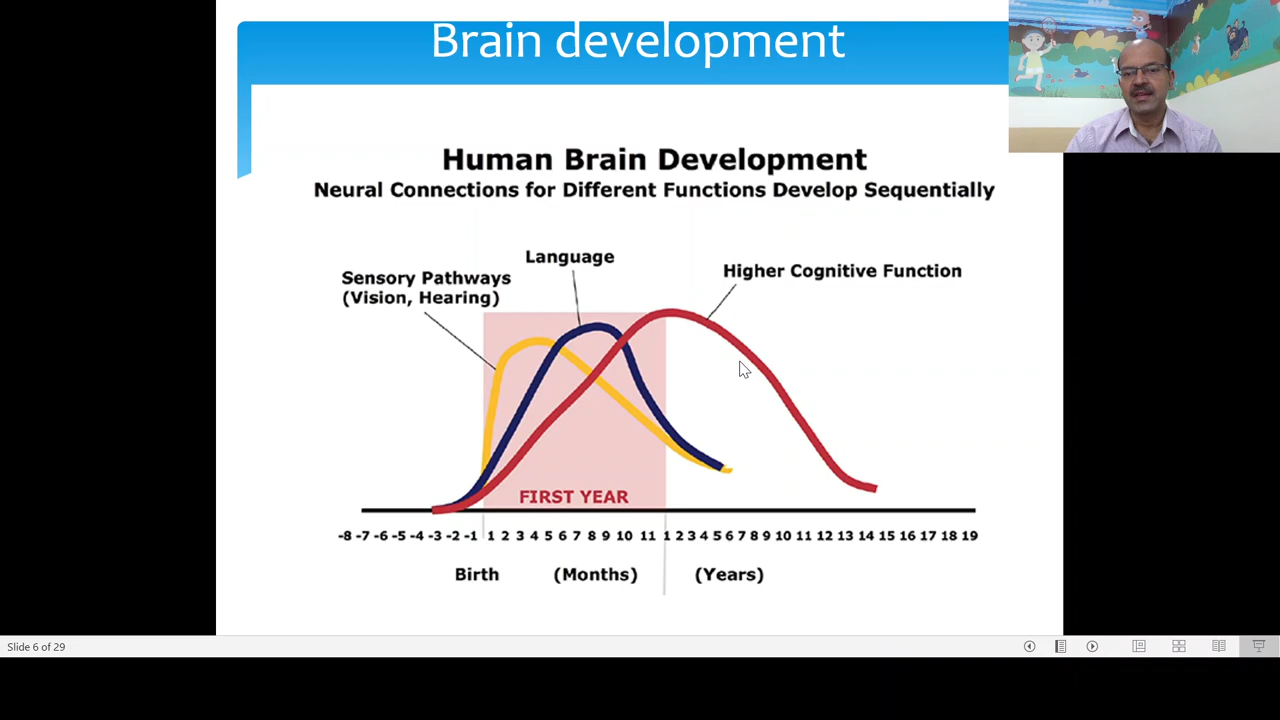 Brain development
Human Brain Development
Neural Connections for Different Functions Develop Sequentially
Language
Sensory Pathways
(Vision, Hearing)
Higher Cognitive Function
FIRST YEAR
-8 -7 -6 -5 -4 -3 -2 -1 1 2 3 4 5 6 7 8 9 10 11 1 2 3 4 5 6 7 8 9 10 11 12 13 14 15 16 17 18 19
Birth (Months) (Years)
Slide 6 of 29